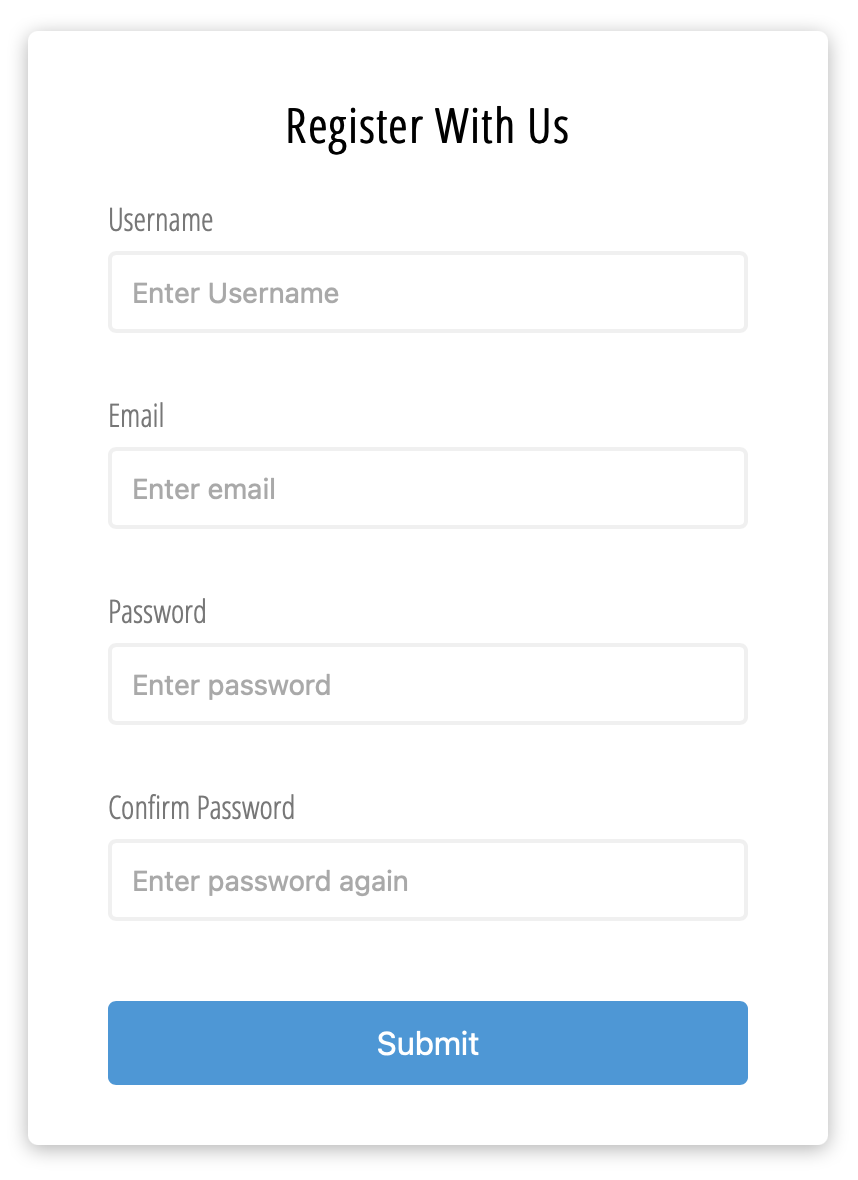 Register With Us
Username
Enter Username
Email
Enter email
Password
Enter password
Confirm Password
Enter password again
Submit